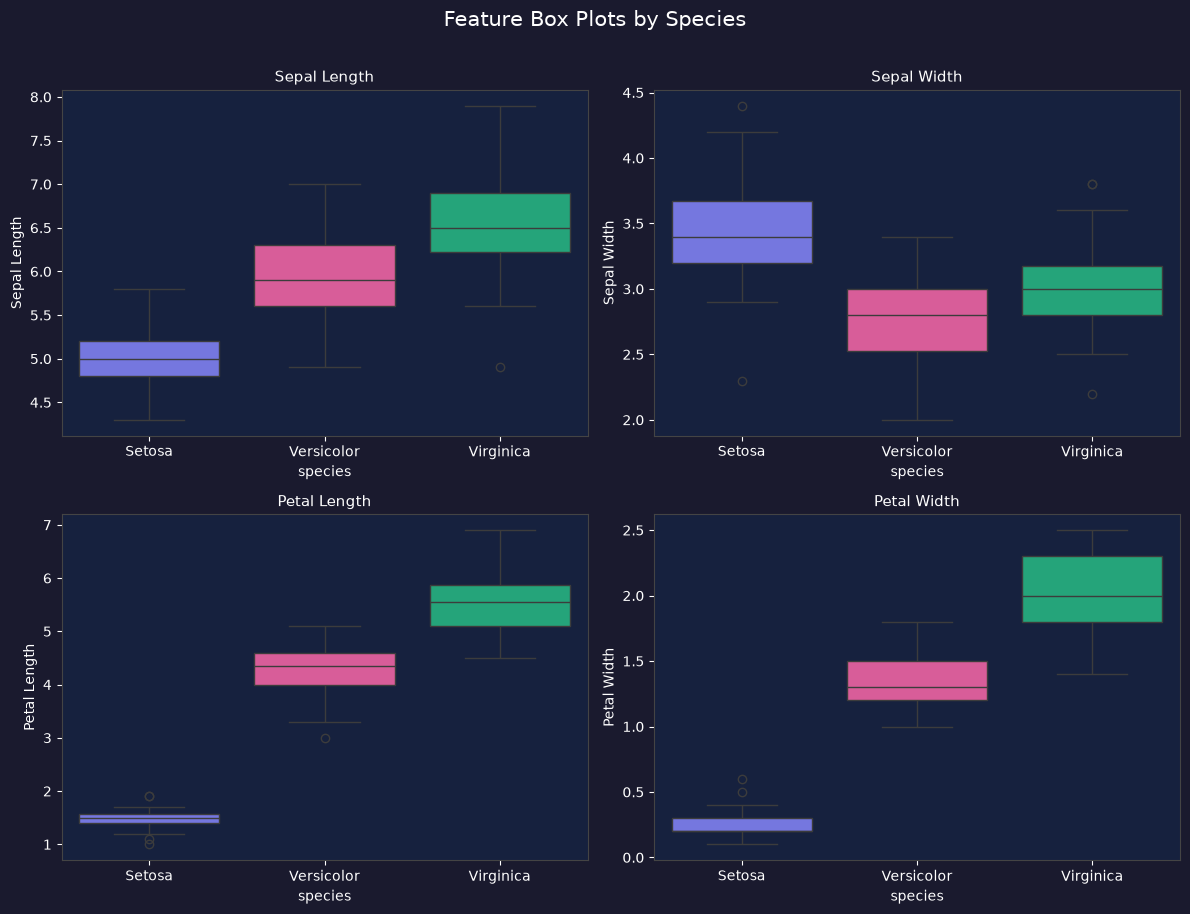 Feature Box Plots by Species
Sepal Length
Sepal Length
8.0
7.5
7.0
6.5
6.0
5.5
5.0
4.5
Setosa Versicolor Virginica
species
Sepal Width
Sepal Width
4.5
4.0
3.5
3.0
2.5
2.0
Setosa Versicolor Virginica
species
Petal Length
Petal Length
7
6
5
4
3
2
1
Setosa Versicolor Virginica
species
Petal Width
Petal Width
2.5
2.0
1.5
1.0
0.5
0.0
Setosa Versicolor Virginica
species